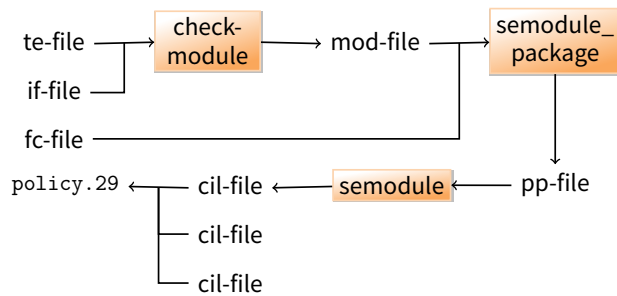 te-file
check-
module
mod-file
semodule_
package
if-file
fc-file
policy.29
cil-file
semodule
pp-file
cil-file
cil-file